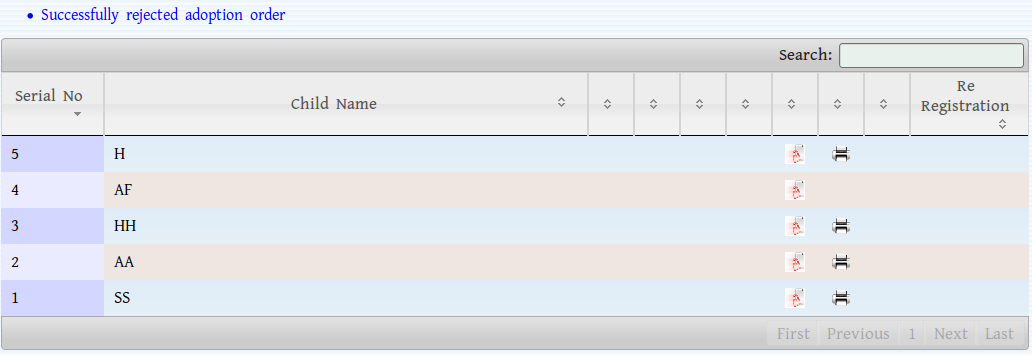 Successfully rejected adoption order
Search:
Serial No
Child Name
Re
Registration
5 H
4 AF
3 HH
2 AA
1 SS
First Previous 1 Next Last